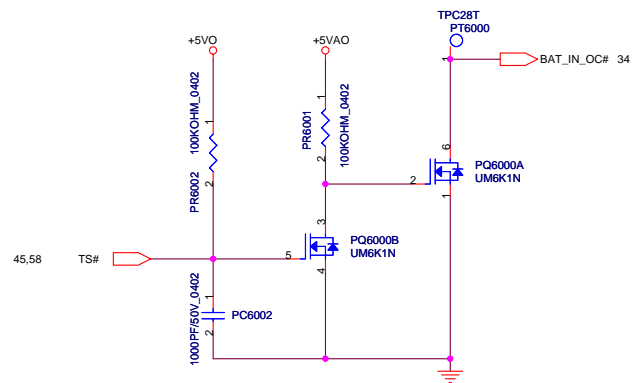 TPC28T
PT6000
1
BAT_IN_OC# 34
+5VO
+5VAO
1
100KOHM_0402
PR6002
2
1
PR6001
100KOHM_0402
2
6
2
PQ6000A
UM6K1N
1
3
5
PQ6000B
UM6K1N
4
45,58 TS#
1
1000PF/50V_0402
PC6002
2